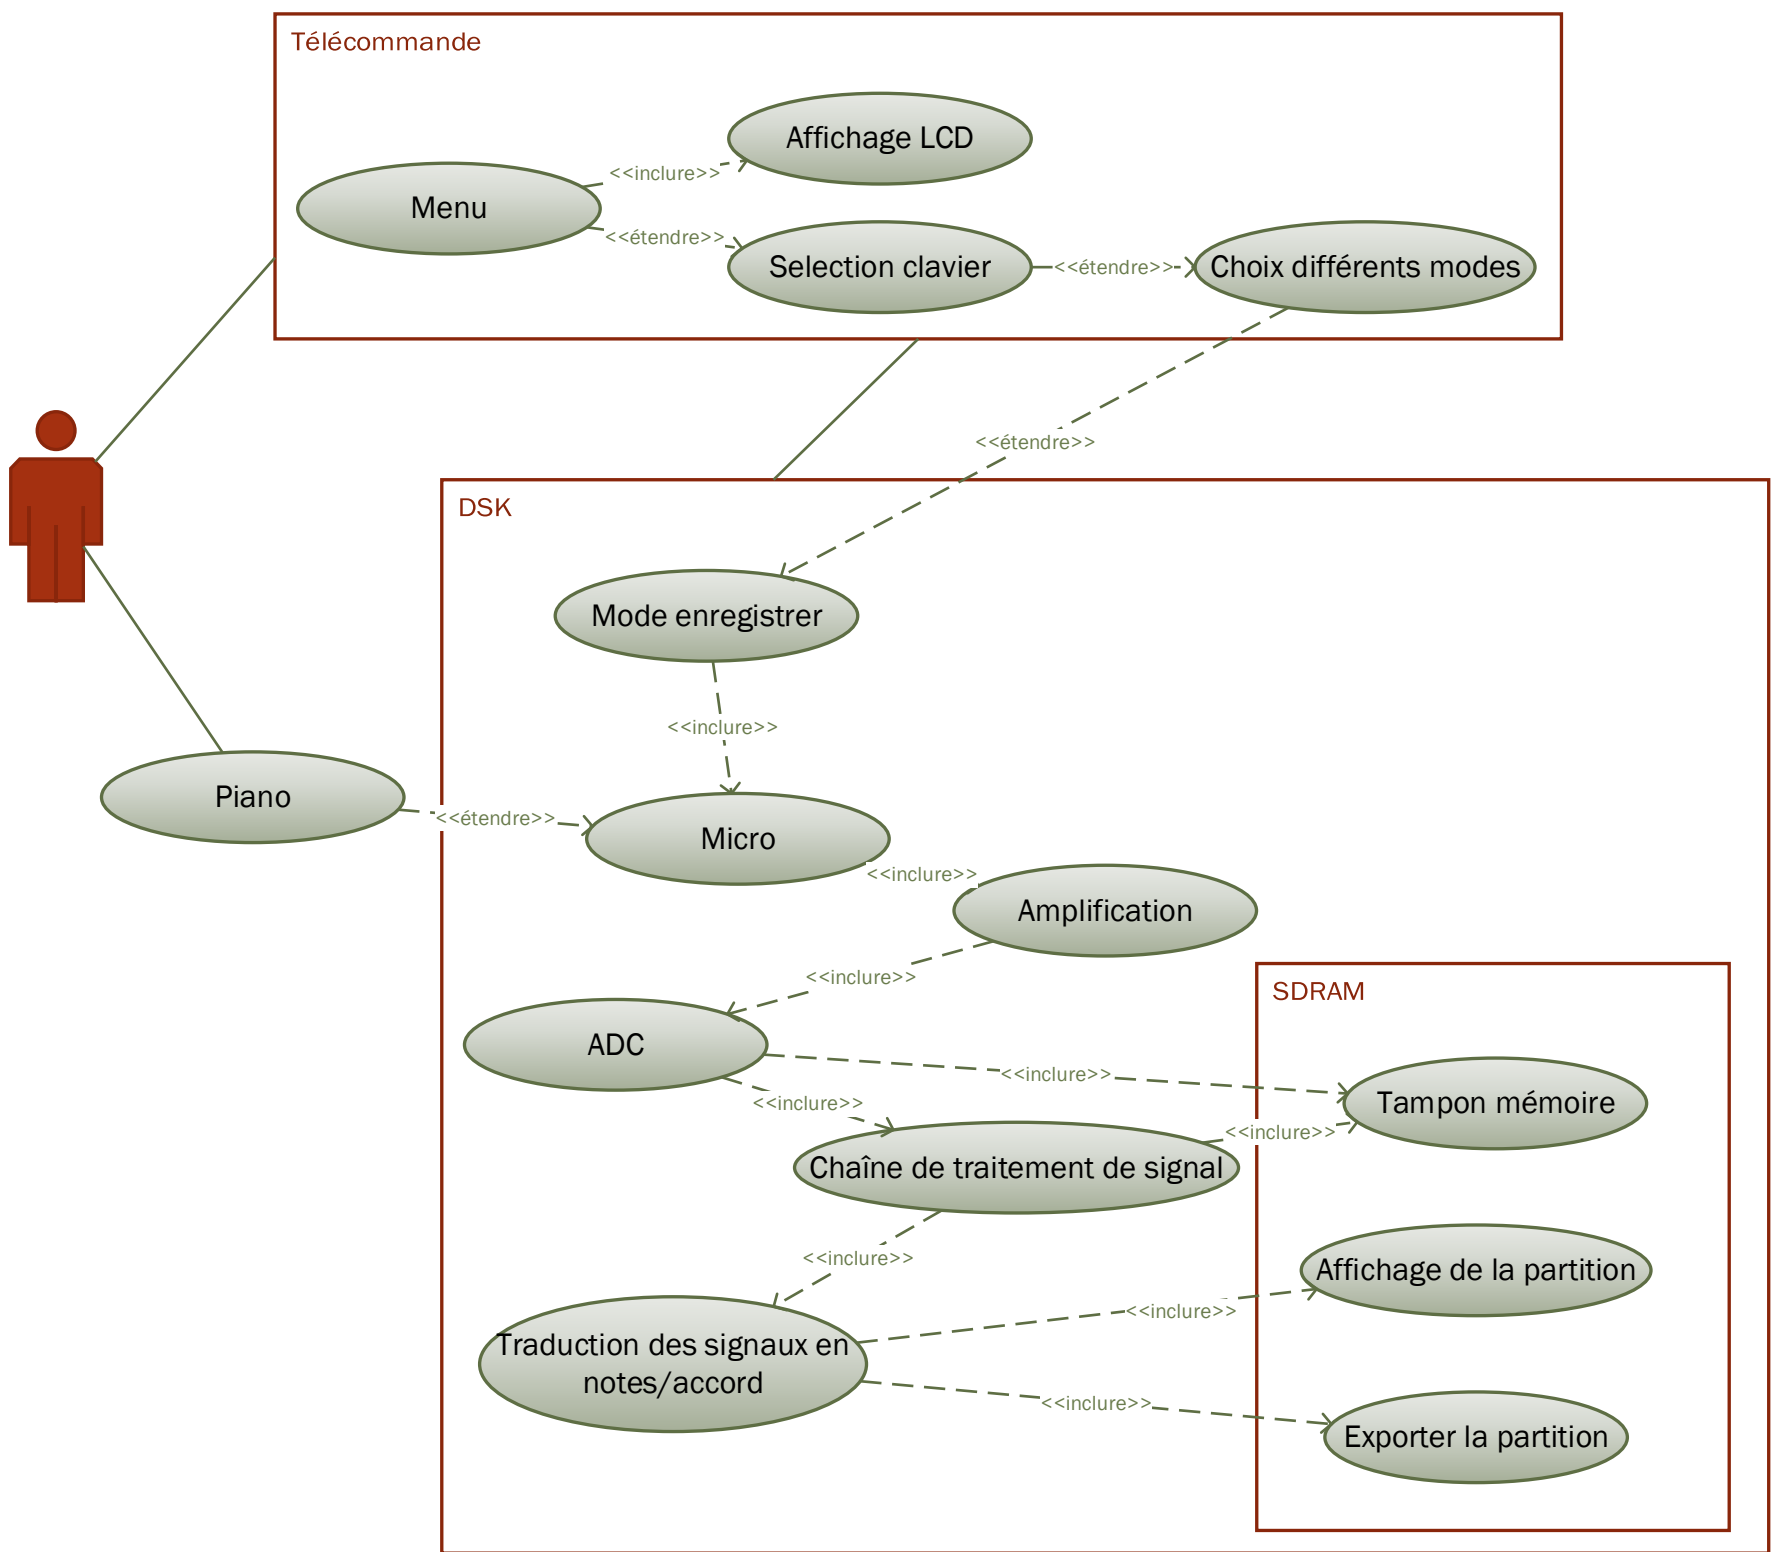 Télécommande
Affichage LCD
<<inclure>>
Menu
<<étendre>>
Selection clavier
<<étendre>>
Choix différents modes
<<étendre>>
DSK
Mode enregistrer
<<inclure>>
Piano
<<étendre>>
Micro
<<inclure>>
Amplification
<<inclure>>
SDRAM
ADC
<<inclure>>
<<inclure>>
Tampon mémoire
<<inclure>>
Chaîne de traitement de signal
<<inclure>>
Affichage de la partition
<<inclure>>
Traduction des signaux en
notes/accord
<<inclure>>
Exporter la partition